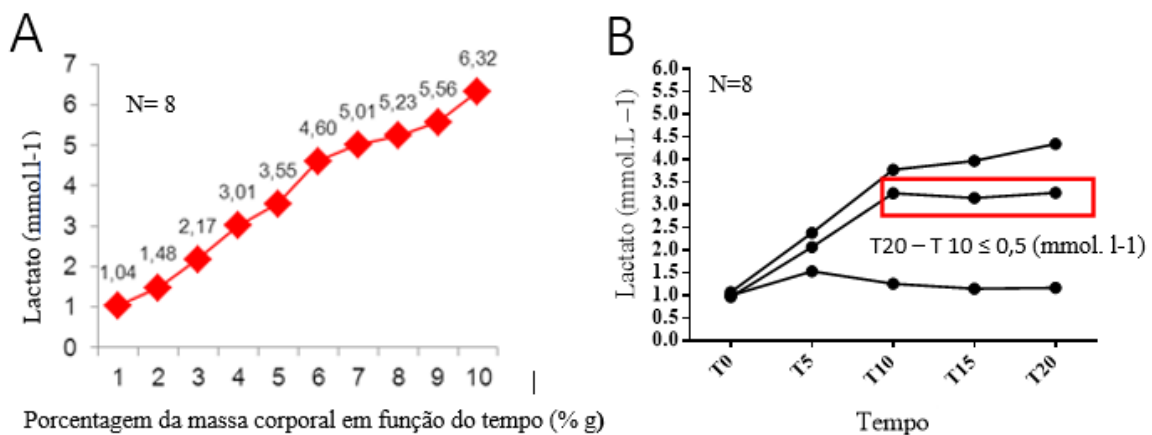 A
Lactato (mmol.l-1)
7
6
5
4
3
2
1
0
N= 8
1,04
1,48
2,17
3,01
3,55
4,60
5,01
5,23
5,56
6,32
1 2 3 4 5 6 7 8 9 10
Porcentagem da massa corporal em função do tempo (% g)
B
Lactato (mmol.L –1)
6.0
5.5
5.0
4.5
4.0
3.5
3.0
2.5
2.0
1.5
1.0
0.5
0.0
N=8
T20 – T 10 ≤ 0,5 (mmol. l-1)
T0 T5 T10 T15 T20
Tempo